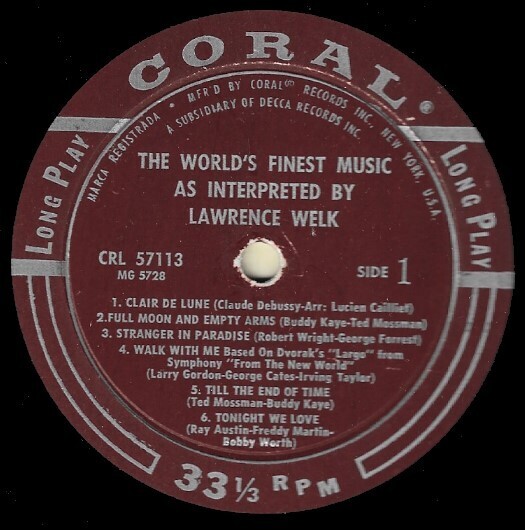 CORAL®
MARCA REGISTRADA • MFR'D BY CORAL RECORDS INC., NEW YORK, U.S.A.
A SUBSIDIARY OF DECCA RECORDS INC.
LONG PLAY
LONG PLAY
THE WORLD'S FINEST MUSIC
AS INTERPRETED BY
LAWRENCE WELK
CRL 57113
MG 5728
SIDE 1
1. CLAIR DE LUNE (Claude Debussy-Arr: Lucien Cailliet)
2.FULL MOON AND EMPTY ARMS (Buddy Kaye-Ted Mossman)
3. STRANGER IN PARADISE (Robert Wright-George Forrest)
4. WALK WITH ME Based On Dvorak's "Largo" from
Symphony "From The New World"
(Larry Gordon-George Cates-Irving Taylor)
5. TILL THE END OF TIME
(Ted Mossman-Buddy Kaye)
6. TONIGHT WE LOVE
(Ray Austin-Freddy Martin-
Bobby Worth)
33 1/3 RPM